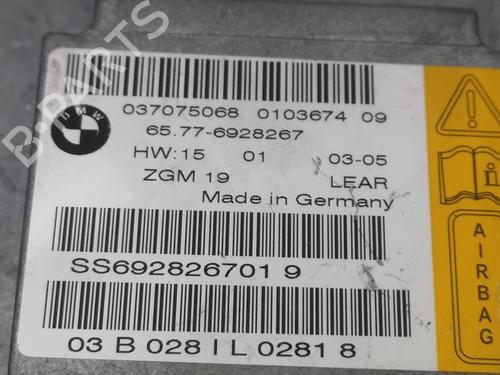 B-PARTS
BMW
037075068 0103674 09
65.77-6928267
HW:15 01 03-05
ZGM 19 LEAR
Made in Germany
SS692826701 9
03 B 028 I L 0281 8
AIRBAG